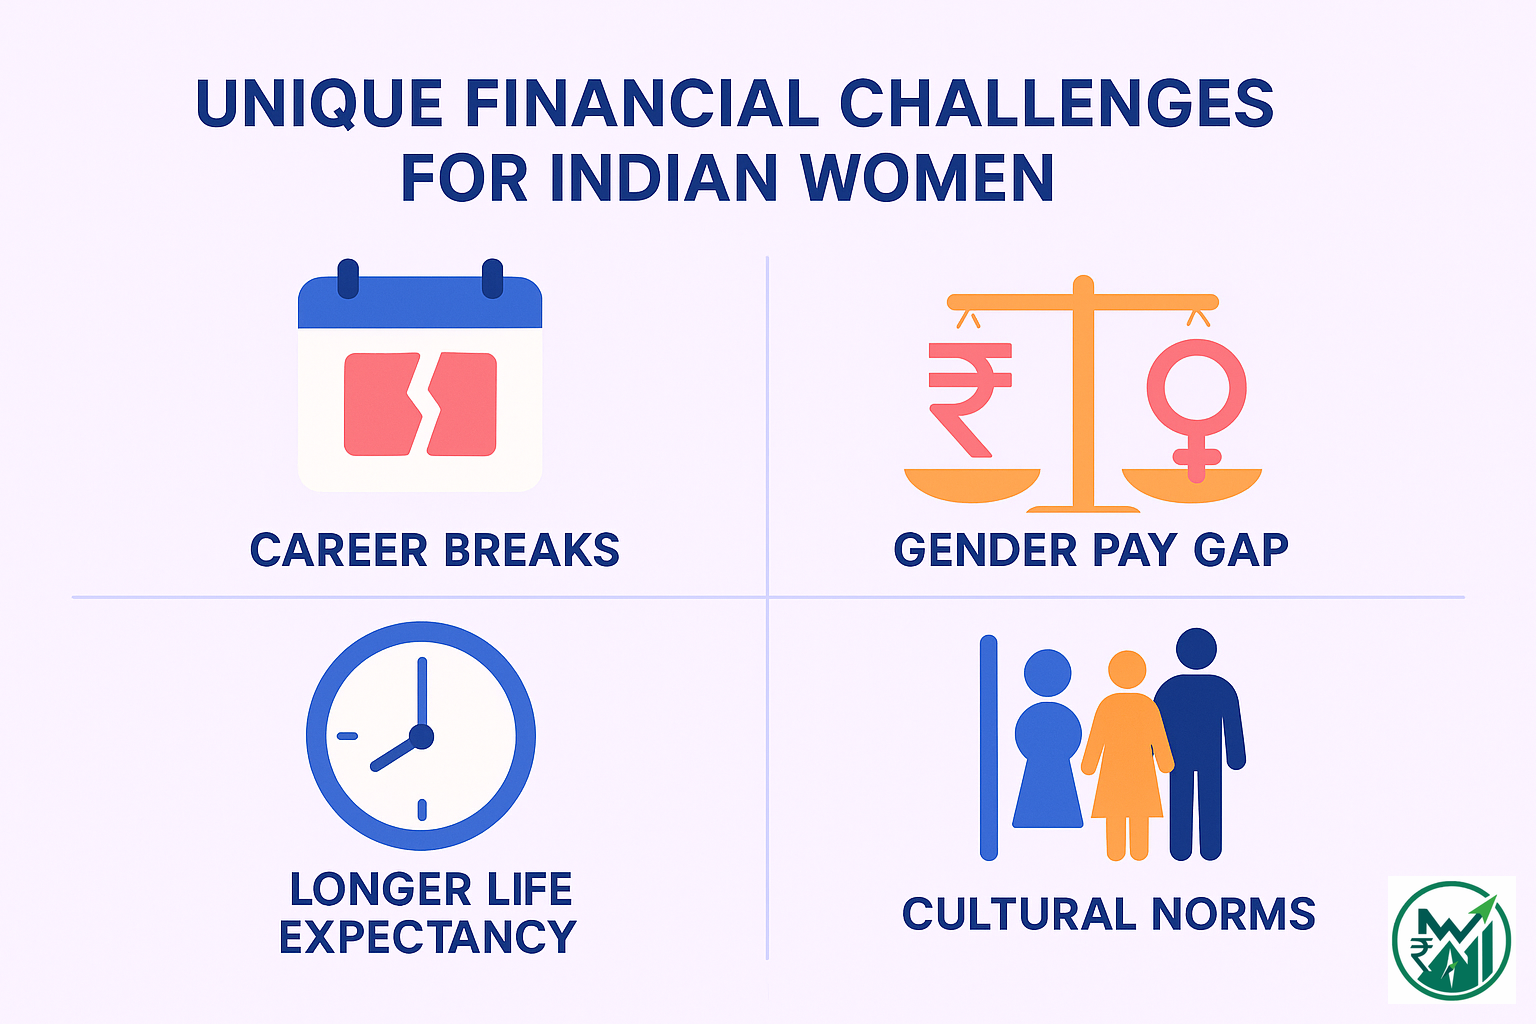 UNIQUE FINANCIAL CHALLENGES
FOR INDIAN WOMEN
CAREER BREAKS
₹
GENDER PAY GAP
LONGER LIFE
EXPECTANCY
CULTURAL NORMS
₹